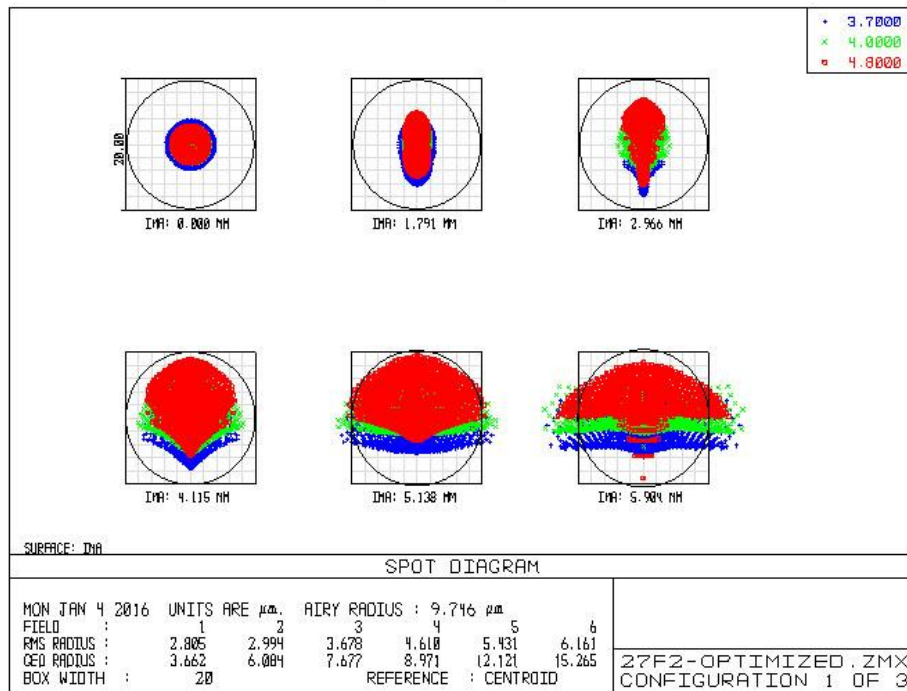 3.7000
4.0000
4.8000
20.00
IMA: 0.000 MM
IMA: 1.791 MM
IMA: 2.966 MM
IMA: 4.115 MM
IMA: 5.138 MM
IMA: 5.904 MM
SURFACE: IMA
SPOT DIAGRAM
MON JAN 4 2016 UNITS ARE µm. AIRY RADIUS : 9.746 µm
FIELD : 1 2 3 4 5 6
RMS RADIUS : 2.805 2.994 3.678 4.610 5.431 6.161
GEO RADIUS : 3.662 6.084 7.677 8.971 12.121 15.265
BOX WIDTH : 20 REFERENCE : CENTROID
27F2-OPTIMIZED.ZMX
CONFIGURATION 1 OF 3